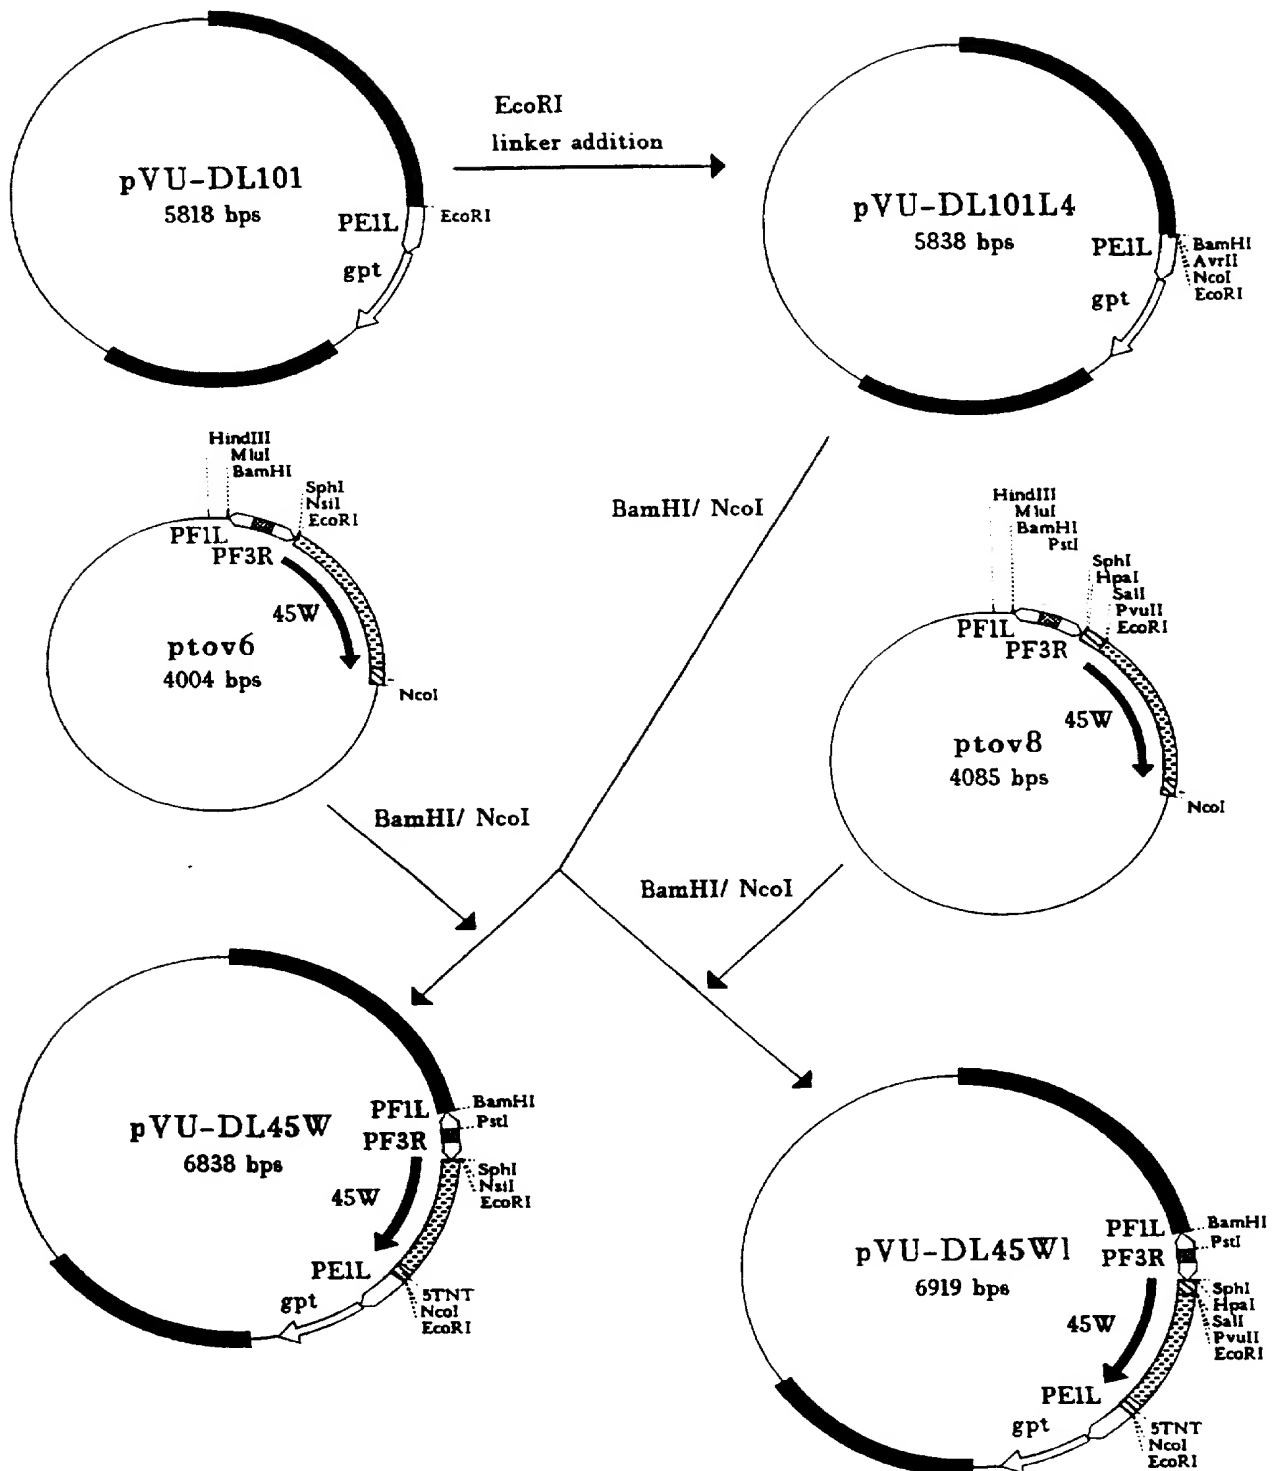 pVU-DL101
5818 bps
PE1L
EcoRI
gpt
EcoRI
linker addition
pVU-DL101L4
5838 bps
PE1L
BamHI
AvrII
NcoI
EcoRI
gpt
HindIII
MluI
BamHI
SphI
NsiI
EcoRI
PF1L
PF3R
45W
ptov6
4004 bps
NcoI
BamHI/ NcoI
BamHI/ NcoI
HindIII
MluI
BamHI
PstI
SphI
HpaI
SalI
PvuII
EcoRI
PF1L
PF3R
45W
ptov8
4085 bps
NcoI
BamHI/ NcoI
pVU-DL45W
6838 bps
PF1L
PF3R
BamHI
PstI
SphI
NsiI
EcoRI
45W
PE1L
gpt
5TNT
NcoI
EcoRI
pVU-DL45W1
6919 bps
PF1L
PF3R
BamHI
PstI
SphI
HpaI
SalI
PvuII
EcoRI
45W
PE1L
gpt
5TNT
NcoI
EcoRI